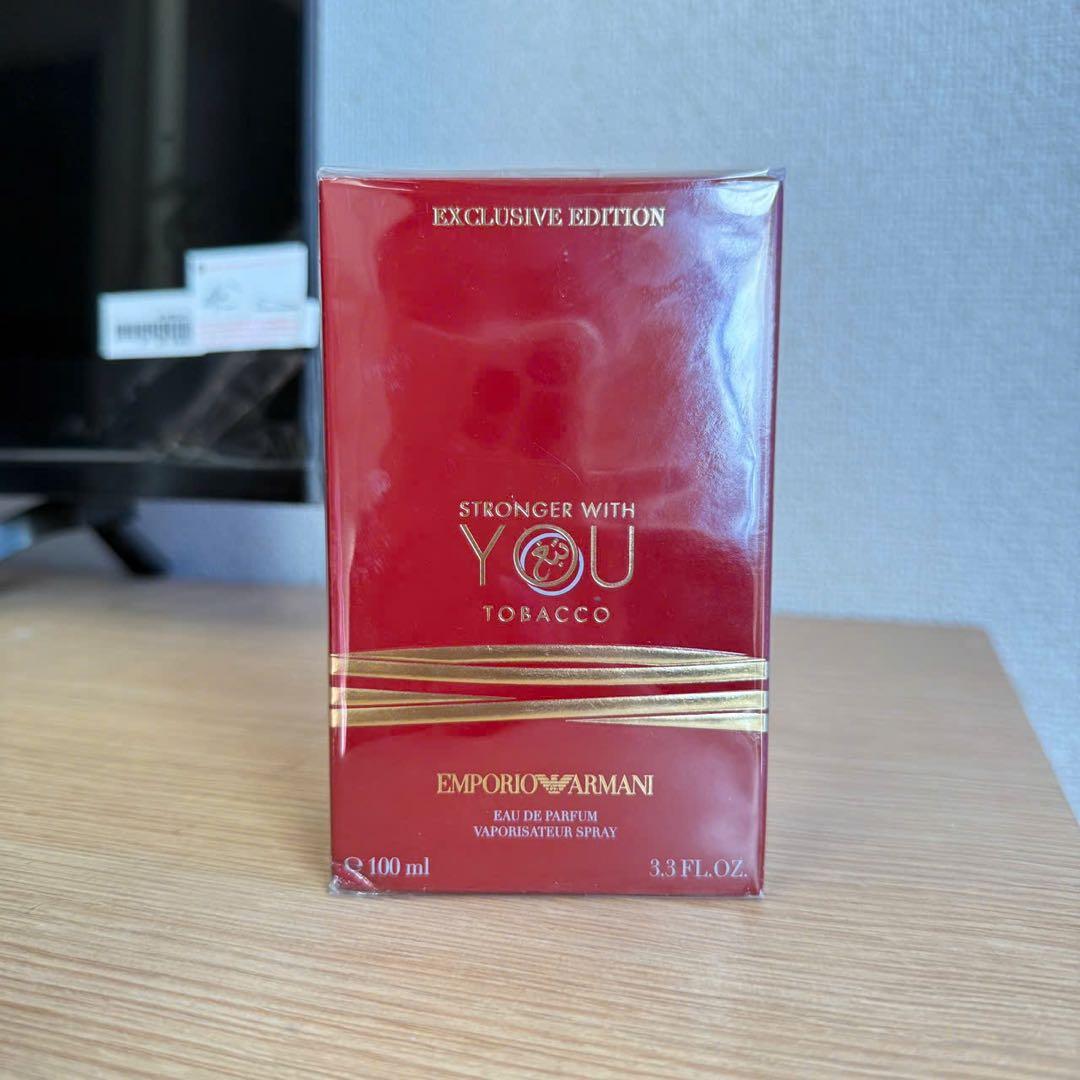 EXCLUSIVE EDITION
STRONGER WITH
YOU
تبغ
TOBACCO
EMPORIO ARMANI
EAU DE PARFUM
VAPORISATEUR SPRAY
℮ 100 ml 3.3 FL.OZ.